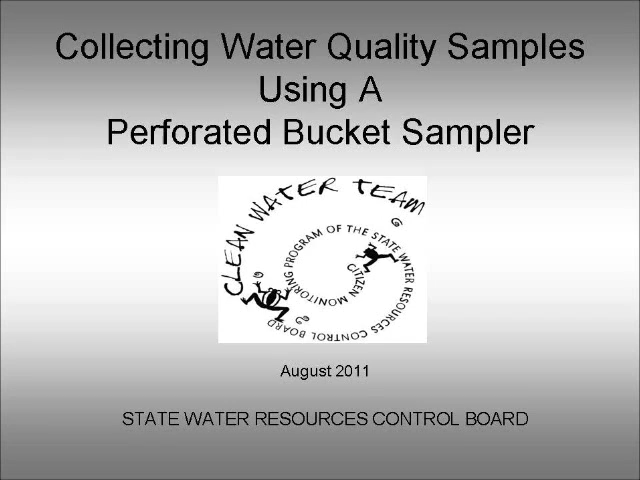 Collecting Water Quality Samples
Using A
Perforated Bucket Sampler
CLEAN WATER TEAM
CITIZEN MONITORING PROGRAM OF THE STATE WATER RESOURCES CONTROL BOARD
August 2011
STATE WATER RESOURCES CONTROL BOARD